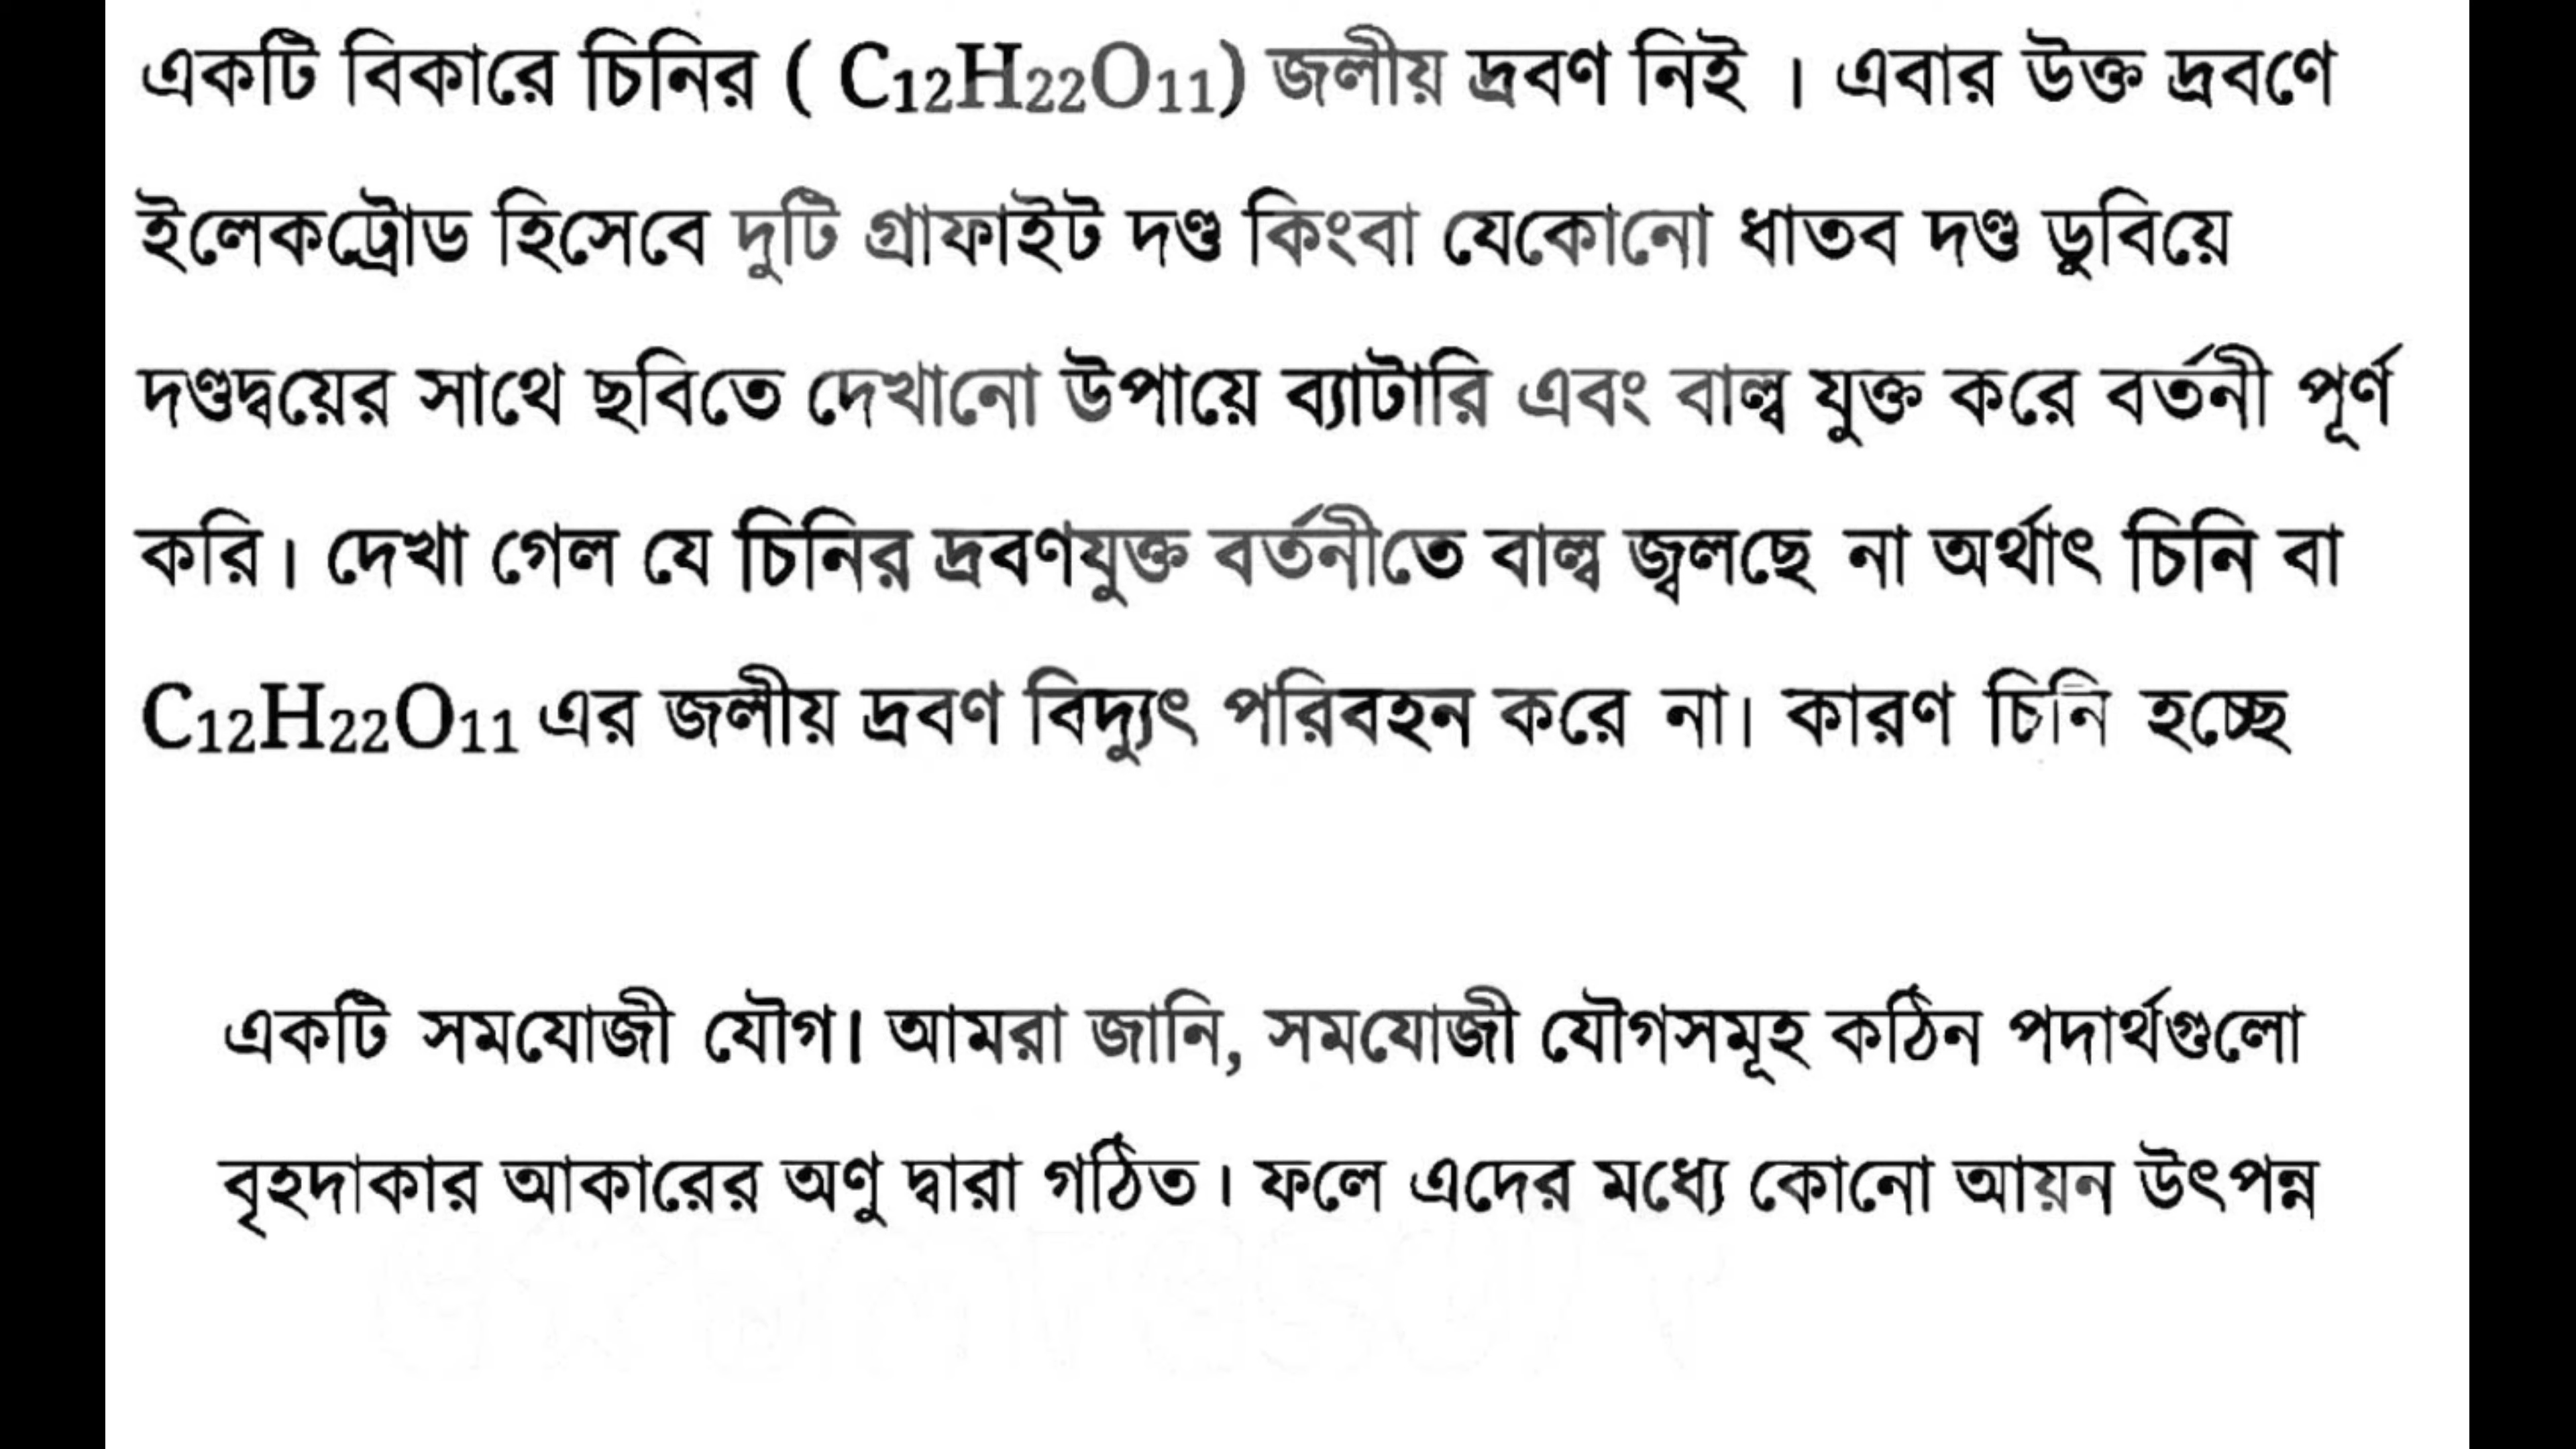 একটি বিকারে চিনির ( C₁₂H₂₂O₁₁) জলীয় দ্রবণ নিই । এবার উক্ত দ্রবণে
ইলেকট্রোড হিসেবে দুটি গ্রাফাইট দণ্ড কিংবা যেকোনো ধাতব দণ্ড ডুবিয়ে
দণ্ডদ্বয়ের সাথে ছবিতে দেখানো উপায়ে ব্যাটারি এবং বাল্ব যুক্ত করে বর্তনী পূর্ণ
করি। দেখা গেল যে চিনির দ্রবণযুক্ত বর্তনীতে বাল্ব জ্বলছে না অর্থাৎ চিনি বা
C₁₂H₂₂O₁₁ এর জলীয় দ্রবণ বিদ্যুৎ পরিবহন করে না। কারণ চিনি হচ্ছে
একটি সমযোজী যৌগ। আমরা জানি, সমযোজী যৌগসমূহ কঠিন পদার্থগুলো
বৃহদাকার আকারের অণু দ্বারা গঠিত। ফলে এদের মধ্যে কোনো আয়ন উৎপন্ন